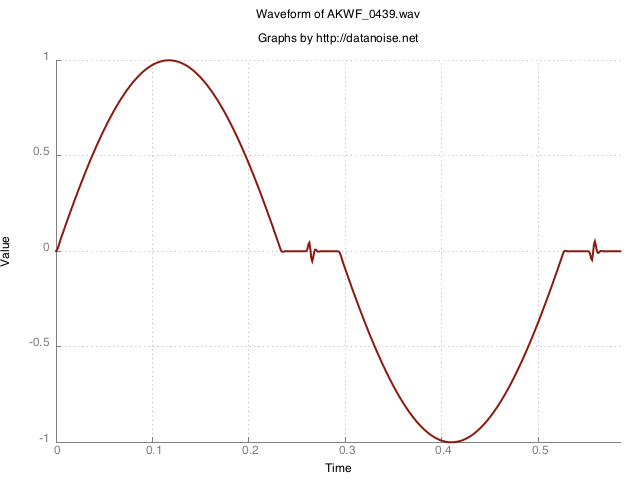 Waveform of AKWF_0439.wav
Graphs by http://datanoise.net
1
0.5
0
-0.5
-1
Value
0 0.1 0.2 0.3 0.4 0.5
Time